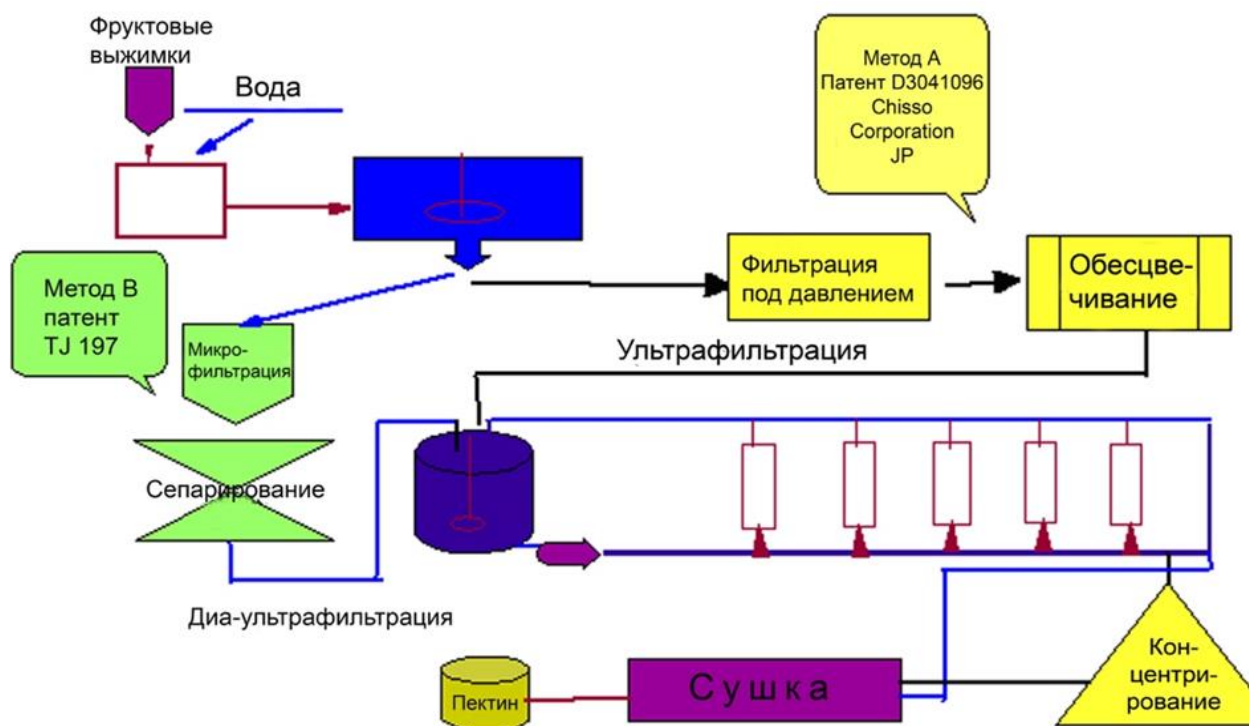 Фруктовые
выжимки
Вода
Метод А
Патент D3041096
Chisso
Corporation
JP
Фильтрация
под давлением
Обесцве-
чивание
Метод В
патент
TJ 197
Микро-
фильтрация
Ультрафильтрация
Сепарирование
Диа-ультрафильтрация
Пектин
Сушка
Кон-
центри-
рование